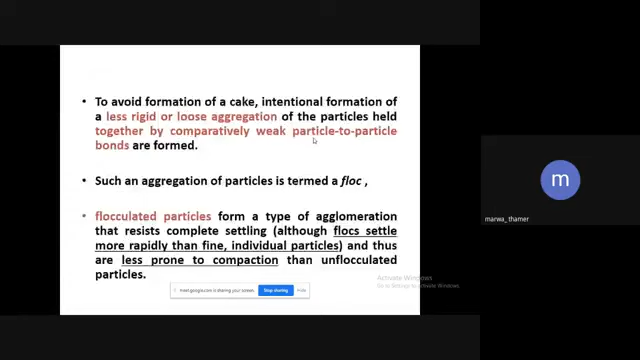 • To avoid formation of a cake, intentional formation of
a less rigid or loose aggregation of the particles held
together by comparatively weak particle-to-particle
bonds are formed.
• Such an aggregation of particles is termed a floc ,
• flocculated particles form a type of agglomeration
that resists complete settling (although flocs settle
more rapidly than fine, individual particles) and thus
are less prone to compaction than unflocculated
particles.
meet.google.com is sharing your screen. Stop sharing Hide
m
marwa_thamer
Activate Windows
Go to Settings to activate Windows.